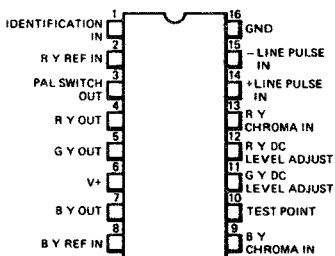 IDENTIFICATION
IN
1
R Y REF IN
2
PAL SWITCH
OUT
3
R Y OUT
4
G Y OUT
5
V+
6
B Y OUT
7
B Y REF IN
8
16
GND
15
– LINE PULSE
IN
14
+LINE PULSE
IN
13
R Y
CHROMA IN
12
R Y DC
LEVEL ADJUST
11
G Y DC
LEVEL ADJUST
10
TEST POINT
9
B Y
CHROMA IN